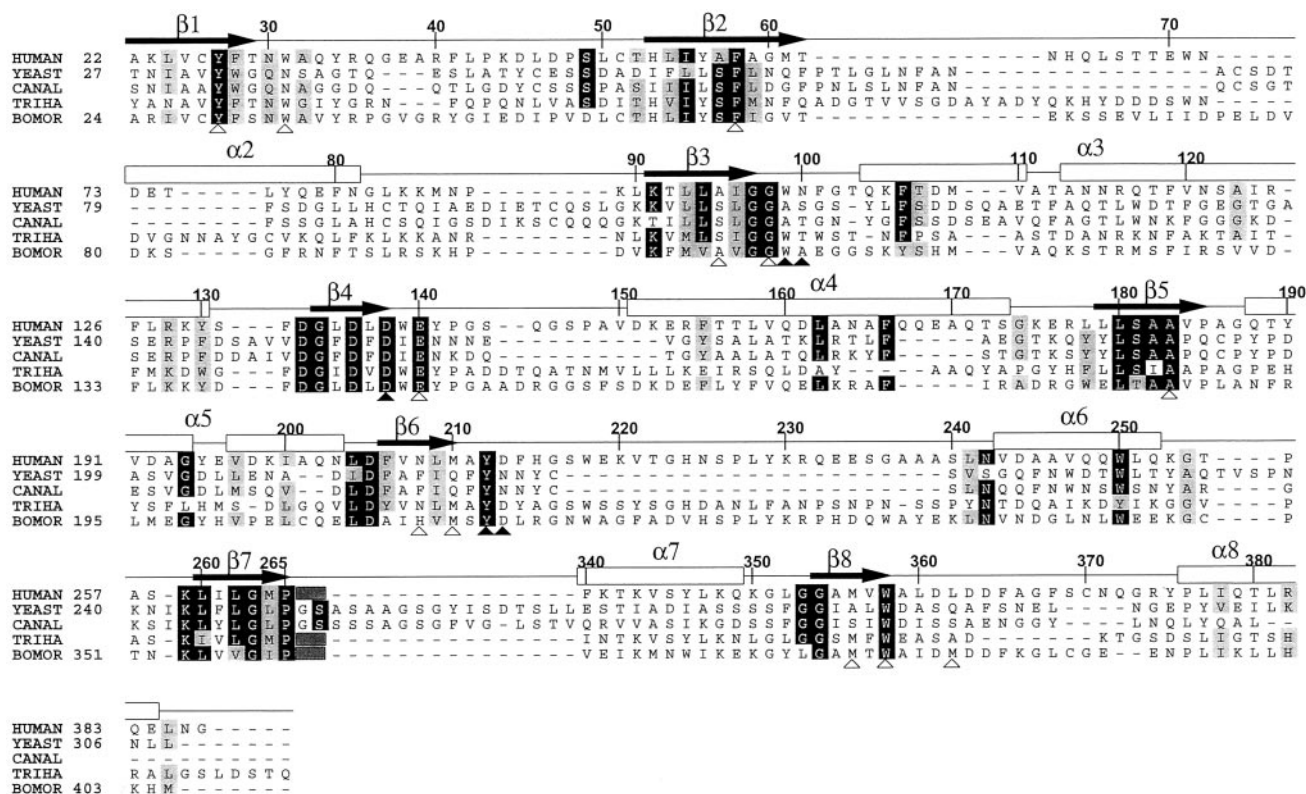 β1 30 40 50 β2 60 70
HUMAN 22 A K L V C Y F T N W A Q Y R Q G E A R F L P K D L D P S L C T H L I Y A F A G M T - - - - - - - - - - - - - - N H Q L S T T E W N - - - - -
YEAST 27 T N I A V Y W G Q N S A G T Q - - - E S L A T Y C E S S D A D I F L L S F L N Q F P T L G L N F A N - - - - - - - - - - - - - - - A C S D T
CANAL S N I A A Y W G Q N A G G D Q - - - Q T L G D Y C S S S P A S I I I L S F L D G F P N L S L N F A N - - - - - - - - - - - - - - - Q C S G T
TRIHA Y A N A V Y F T N W G I Y G R N - - F Q P Q N L V A S D I T H V I Y S F M N F Q A D G T V V S G D A Y A D Y Q K H Y D D D S W N - - - - -
BOMOR 24 A R I V C Y F S N W A V Y R P G V G R Y G I E D I P V D L C T H L I Y S F I G V T - - - - - - - - - - - - - - E K S S E V L I I D P E L D V
α2 80 90 β3 100 110 α3 120
HUMAN 73 D E T - - - - - L Y Q E F N G L K K M N P - - - - - - - - K L K T L L A I G G W N F G T Q K F T D M - - - V A T A N N R Q T F V N S A I R -
YEAST 79 - - - - - - - - F S D G L L H C T Q I A E D I E T C Q S L G K K V L L S L G G A S G S - Y L F S D D S Q A E T F A Q T L W D T F G E G T G A
CANAL - - - - - - - - F S A G L A H C S Q I G S D I K S C Q Q Q G K T I L L S L G G A T G N - Y G F S S D S E A V Q F A G T L W N K F G G G K D -
TRIHA D V G N N A Y G C V K Q L F K L K K A N R - - - - - - - - N L K V M L S I G G W T W S T - N F P S A - - - A S T D A N R K N F A K T A I T -
BOMOR 80 D K S - - - - - G F R N F T S L R S K H P - - - - - - - - D V K F M V A V G G W A E G G S K Y S H M - - - V A Q K S T R M S F I R S V V D -
130 β4 140 150 α4 160 170 180 β5 190
HUMAN 126 F L R K Y S - - - F D G L D L D W E Y P G S - - Q G S P A V D K E R F T T L V Q D L A N A F Q Q E A Q T S G K E R L L L S A A V P A G Q T Y
YEAST 140 S E R P F D S A V V D G F D F D I E N N N E - - - - - - - - - V G Y S A L A T K L R T L F - - - - A E G T K Q Y Y L S A A P Q C P Y P D
CANAL S E R P F D D A I V D G F D F D I E N K D Q - - - - - - - - - T G Y A A L A T Q L R K Y F - - - - S T G T K S Y Y L S A A P Q C P Y P D
TRIHA F M K D W G - - - F D G I D V D W E Y P A D D T Q A T N M V L L L K E I R S Q L D A Y - - - - A A Q Y A P G Y H F L L S I A A P A G P E H
BOMOR 133 F L K K Y D - - - F D G L D L D W E Y P G A A D R G G S F S D K D E F L Y F V Q E L K R A F - - - - I R A D R G W E L T A A V P L A N F R
α5 200 β6 210 220 230 240 α6 250
HUMAN 191 V D A G Y E V D K I A Q N L D F V N L M A Y D F H G S W E K V T G H N S P L Y K R Q E E S G A A A S L N V D A A V Q Q W L Q K G T - - P
YEAST 199 A S V G D L L E N A - - D I D F A F I Q F Y N N Y C - - - - - - - - - - - - - - - S V S G Q F N W D T W L T Y A Q T V S P N
CANAL E S V G D L M S Q V - - D L D F A F I Q F Y N N Y C - - - - - - - - - - - - - - - S L N Q Q F N W N S W S N Y A R - - - G
TRIHA Y S F L H M S - D L G Q V L D Y V N L M A Y D Y A G S W S S Y S G H D A N L F A N P S N P N - S S P Y N T D Q A I K D Y I K G G V - - P
BOMOR 195 L M E G Y H V P E L C Q E L D A I H V M S Y D L R G N W A G F A D V H S P L Y K R P H D Q W A Y E K L N V N D G L N L W E E K G C - - P
260 β7 265 340 α7 350 β8 360 370 α8 380
HUMAN 257 A S - K L I L G M P - - - - - - - - - - - - - - - F K T K V S Y L K Q K G L G G A M V W A L D L D D F A G F S C N Q G R Y P L I Q T L R
YEAST 240 K N I K L F L G L P G S A S A A G S G Y I S D T S L L E S T I A D I A S S S S F G G I A L W D A S Q A F S N E L - - - N G E P Y V E I L K
CANAL K S I K L Y L G L P G S S S S A G S G F V G - L S T V Q R V V A S I K G D S S F G G I S I W D I S S A E N G G Y - - - L N Q L Y Q A L - -
TRIHA A S - K I V L G M P - - - - - - - - - - - - - - - I N T K V S Y L K N L G L G G S M F W E A S A D - - - - K T G S D S L I G T S H
BOMOR 351 T N - K L V V G I P - - - - - - - - - - - - - - - V E I K M N W I K E K G Y L G A M T W A I D M D D F K G L C G E - - E N P L I K L L H
HUMAN 383 Q E L N G - - - - -
YEAST 306 N L L - - - - - - -
CANAL - - - - - - - - - -
TRIHA R A L G S L D S T Q
BOMOR 403 K H M - - - - - - -